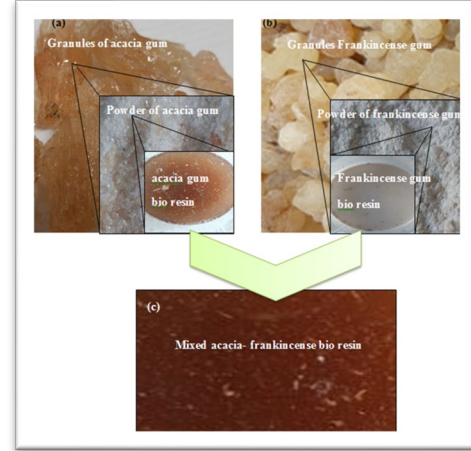 (a)
Granules of acacia gum
Powder of acacia gum
acacia gum
bio resin
(b)
Granules Frankincense gum
Powder of frankincense gum
Frankincense gum
bio resin
(c)
Mixed acacia- frankincense bio resin